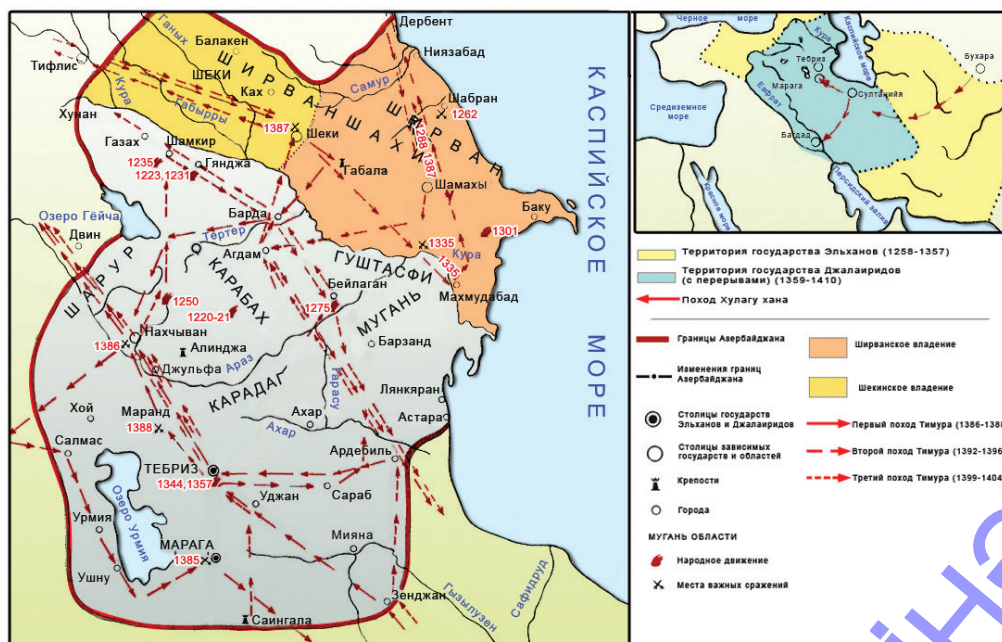 Дербент
Ганых
Балакен
Ниязабад
Тифлис
ШИРВАНШАХИ
ШЕКИ
Самур
Кура
Ках
Шабран
1262
Габырры
ШИРВАН
Хунан
1387
Шеки
1288
1387
Газах
Шамкир
1235
Гянджа
1223, 1231
Габала
Шамахы
Барда
Баку
Озеро Гёйча
Двин
Тертер
1301
1335
Кура
Агдам
ГУШТАСФИ
1335
ШАРУР
КАРАБАХ
Бейлаган
Махмудабад
1250
1275
МУГАНЬ
1220-21
Нахчыван
1386
Алинджа
Барзанд
Джульфа
Араз
КАРАДАГ
Гарасу
Лянкяран
Хой
Маранд
Ахар
Астара
1388
Салмас
Ахар
Ардебиль
ТЕБРИЗ
1344,1357
Уджан
Сараб
Озеро Урмия
Урмия
МАРАГА
Мияна
1385
Ушну
Зенджан
Гызылузен
Сафидруд
Саингала
КАСПИЙСКОЕ МОРЕ
Черное море
Каспийское море
Кура
Бухара
Тебриз
Марага
Султанийя
Средиземное
море
Евфрат
Багдад
Красное море
Персидский залив
Территория государства Эльханов (1258-1357)
Территория государства Джалаиридов
(с перерывами) (1359-1410)
Поход Хулагу хана
Границы Азербайджана
Ширванское владение
Изменения границ
Азербайджана
Шекинское владение
Столицы государств
Эльханов и Джалаиридов
Первый поход Тимура (1386-1388
Столицы зависимых
государств и областей
Второй поход Тимура (1392-1396
Крепости
Третий поход Тимура (1399-1404
Города
МУГАНЬ ОБЛАСТИ
Народное движение
Места важных сражений